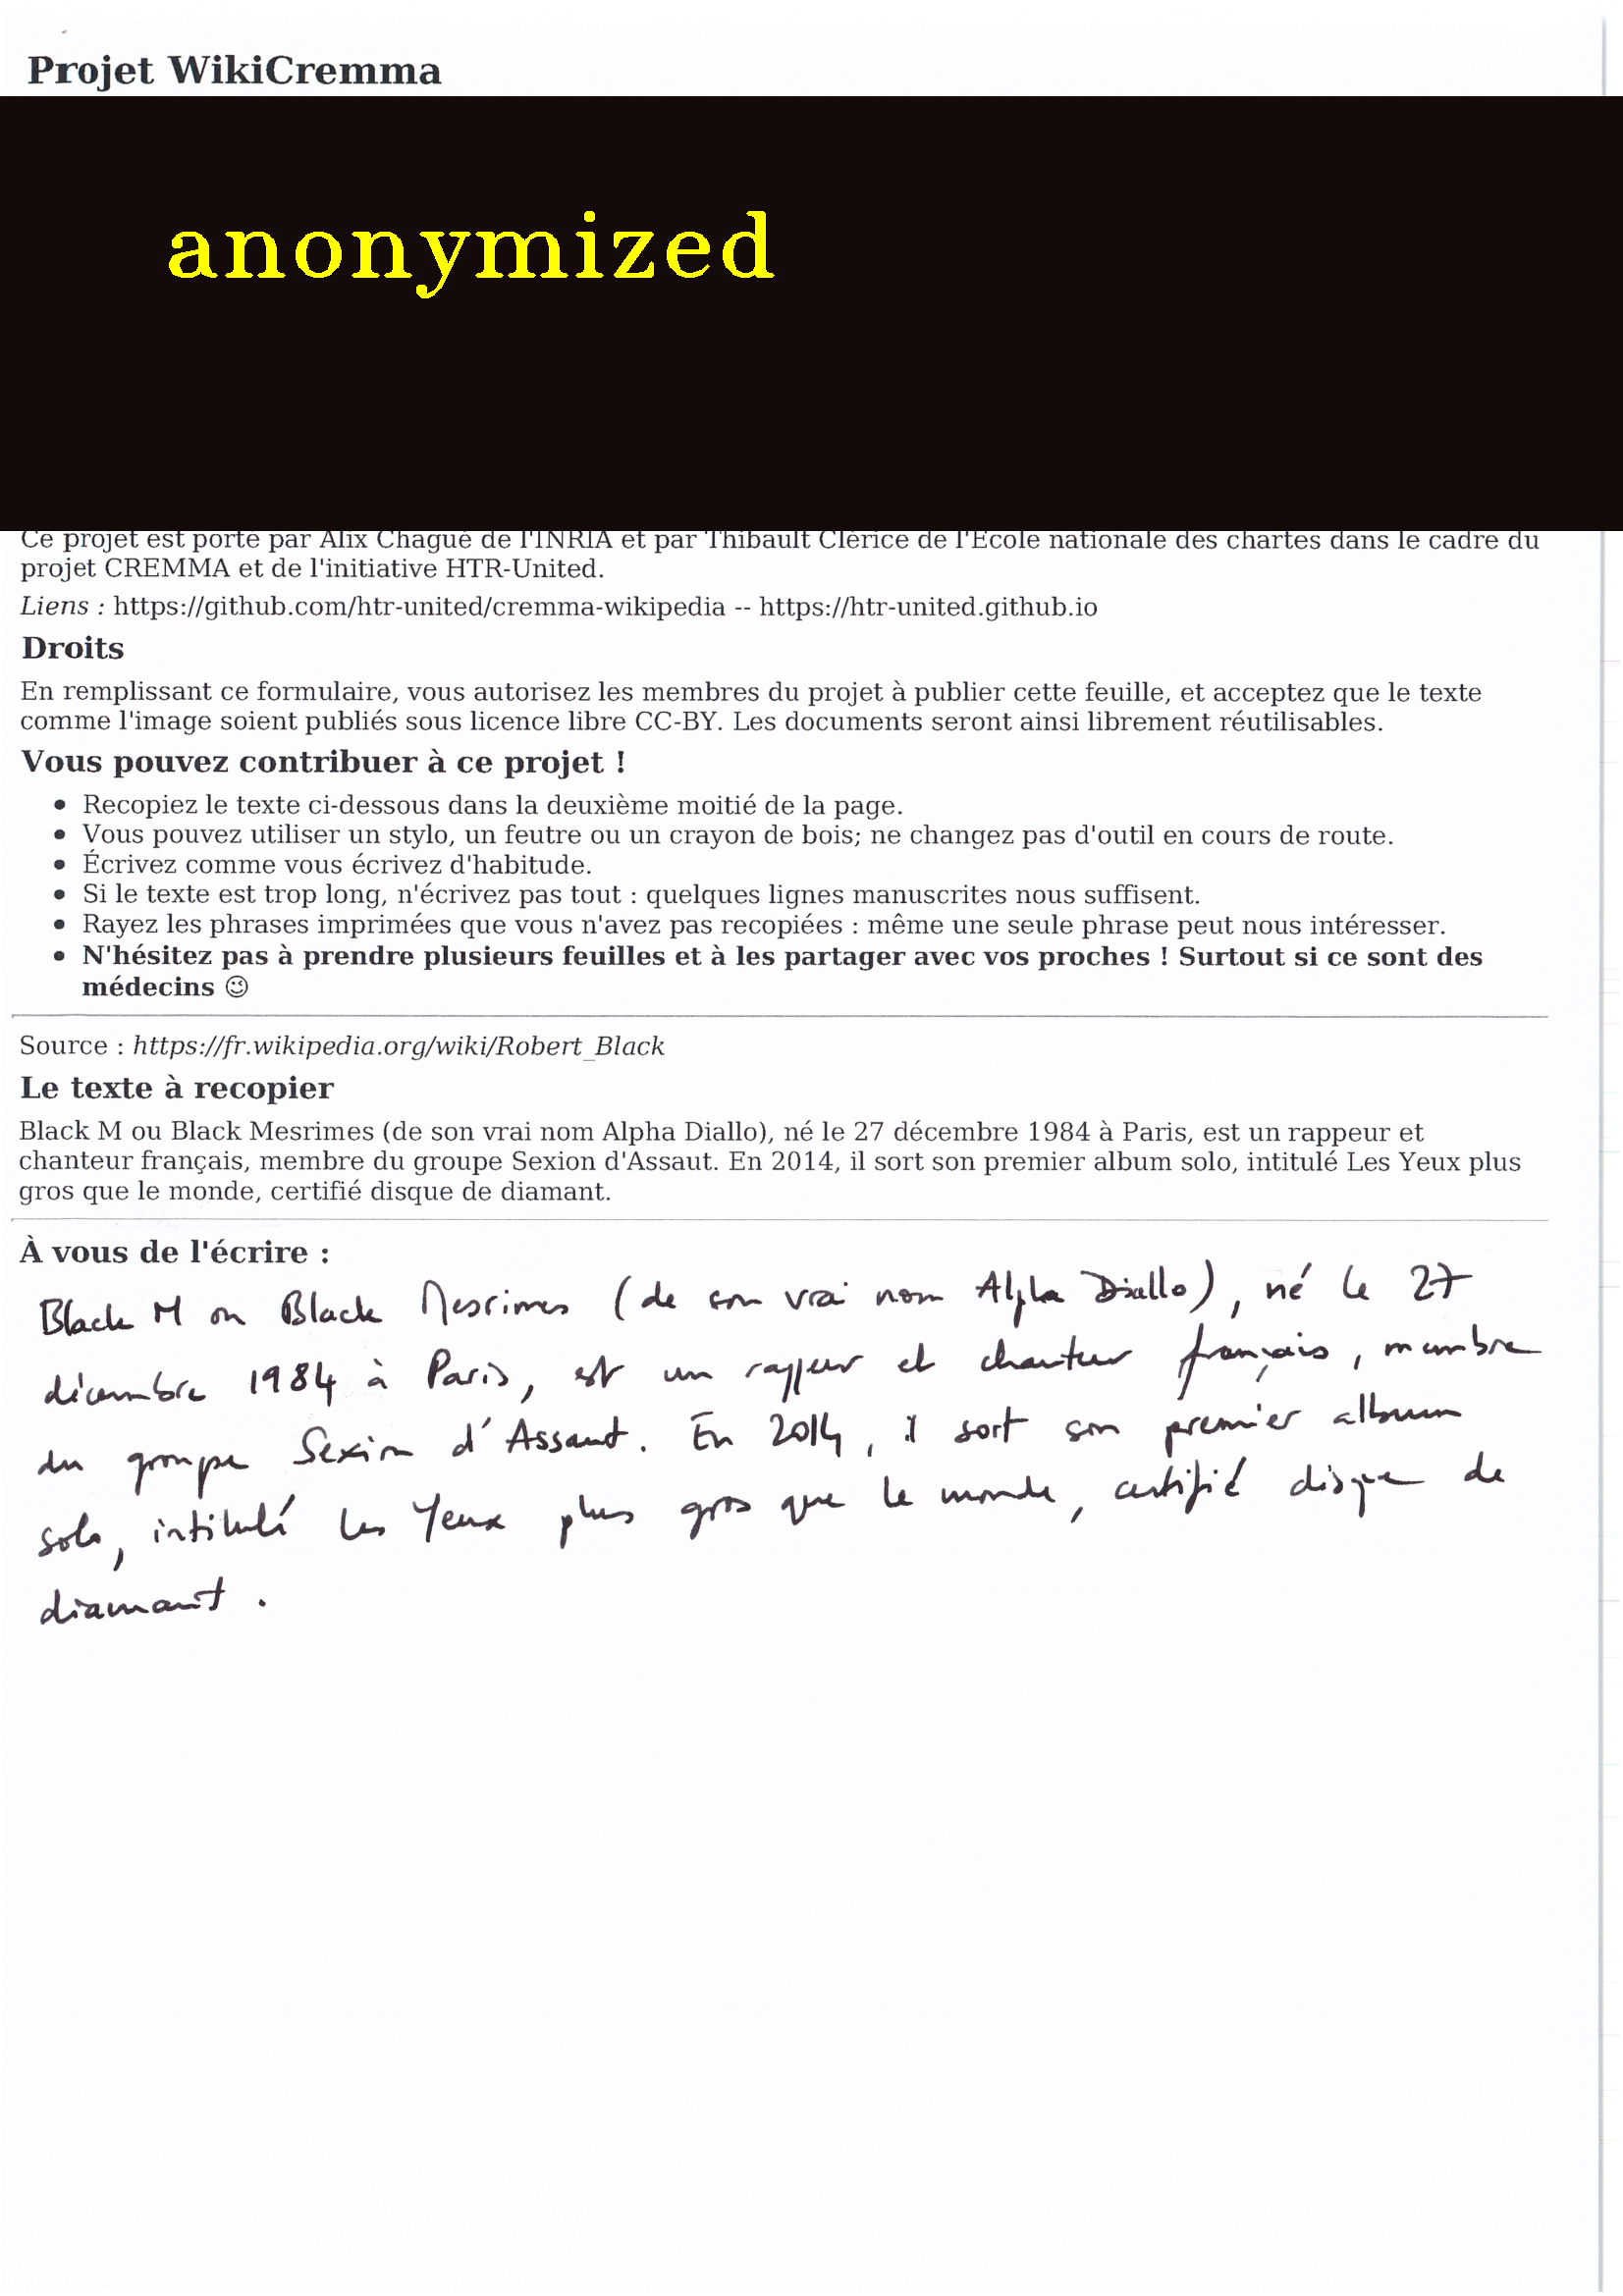 Projet WikiCremma
anonymized
Ce projet est porté par Alix Chagué de l'INRIA et par Thibault Clérice de l'École nationale des chartes dans le cadre du
projet CREMMA et de l'initiative HTR-United.
Liens : https://github.com/htr-united/cremma-wikipedia -- https://htr-united.github.io
Droits
En remplissant ce formulaire, vous autorisez les membres du projet à publier cette feuille, et acceptez que le texte
comme l'image soient publiés sous licence libre CC-BY. Les documents seront ainsi librement réutilisables.
Vous pouvez contribuer à ce projet !
• Recopiez le texte ci-dessous dans la deuxième moitié de la page.
• Vous pouvez utiliser un stylo, un feutre ou un crayon de bois; ne changez pas d'outil en cours de route.
• Écrivez comme vous écrivez d'habitude.
• Si le texte est trop long, n'écrivez pas tout : quelques lignes manuscrites nous suffisent.
• Rayez les phrases imprimées que vous n'avez pas recopiées : même une seule phrase peut nous intéresser.
• N'hésitez pas à prendre plusieurs feuilles et à les partager avec vos proches ! Surtout si ce sont des
médecins 😉
Source : https://fr.wikipedia.org/wiki/Robert_Black
Le texte à recopier
Black M ou Black Mesrimes (de son vrai nom Alpha Diallo), né le 27 décembre 1984 à Paris, est un rappeur et
chanteur français, membre du groupe Sexion d'Assaut. En 2014, il sort son premier album solo, intitulé Les Yeux plus
gros que le monde, certifié disque de diamant.
À vous de l'écrire :
Black M ou Black Mesrimes (de son vrai nom Alpha Diallo), né le 27
décembre 1984 à Paris, est un rappeur et chanteur français, membre
du groupe Sexion d'Assaut. En 2014, il sort son premier album
solo, intitulé Les Yeux plus gros que le monde, certifié disque de
diamant.